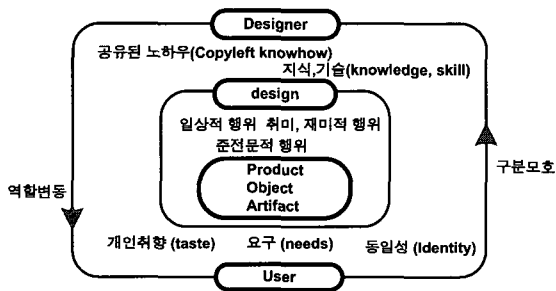 Designer
공유된 노하우(Copyleft knowhow)
지식,기술(knowledge, skill)
design
일상적 행위 취미, 재미적 행위
준전문적 행위
Product
Object
Artifact
역할변동
구분모호
개인취향 (taste) 요구 (needs) 동일성 (Identity)
User